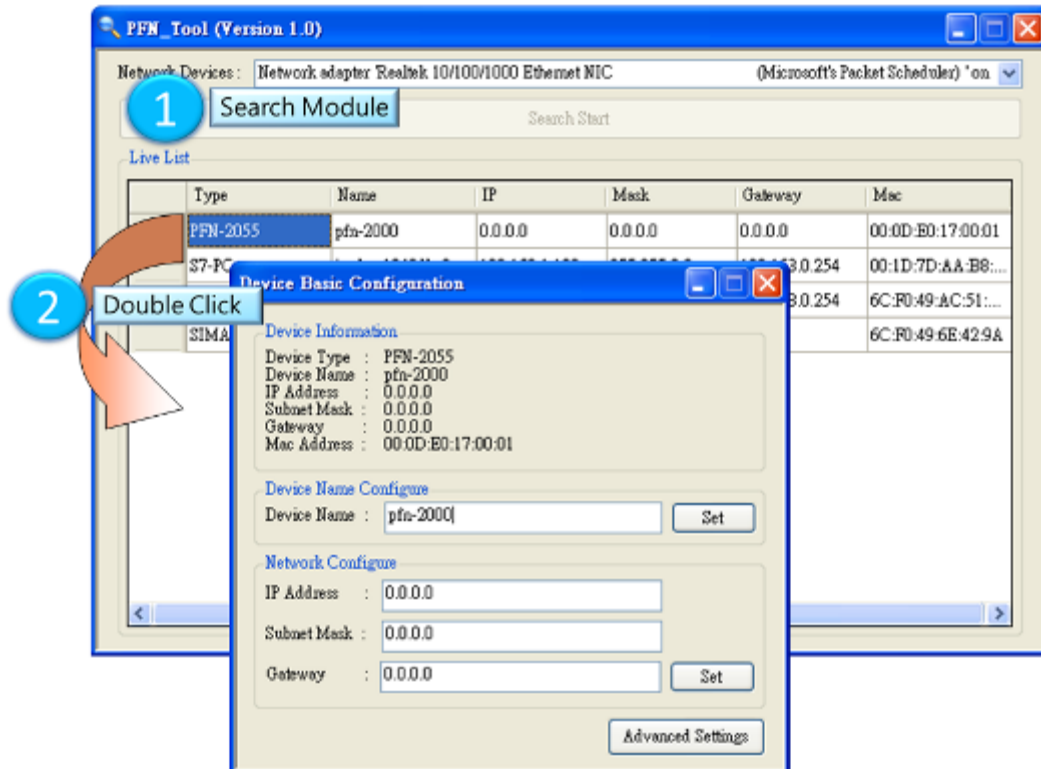 PFN_Tool (Version 1.0)
Network Devices : Network adapter 'Realtek 10/100/1000 Ethernet NIC (Microsoft's Packet Scheduler) ' on
1 Search Module
Search Start
Live List
Type Name IP Mask Gateway Mac
PFN-2055 pfn-2000 0.0.0.0 0.0.0.0 0.0.0.0 00:0D:E0:17:00:01
S7-PC 3.0.254 00:1D:7D:AA:B8:...
3.0.254 6C:F0:49:AC:51:...
SIMA 6C:F0:49:6E:42:9A
2 Double Click
Device Basic Configuration
Device Information
Device Type : PFN-2055
Device Name : pfn-2000
IP Address : 0.0.0.0
Subnet Mask : 0.0.0.0
Gateway : 0.0.0.0
Mac Address : 00:0D:E0:17:00:01
Device Name Configure
Device Name : pfn-2000 Set
Network Configure
IP Address : 0.0.0.0
Subnet Mask : 0.0.0.0
Gateway : 0.0.0.0 Set
Advanced Settings